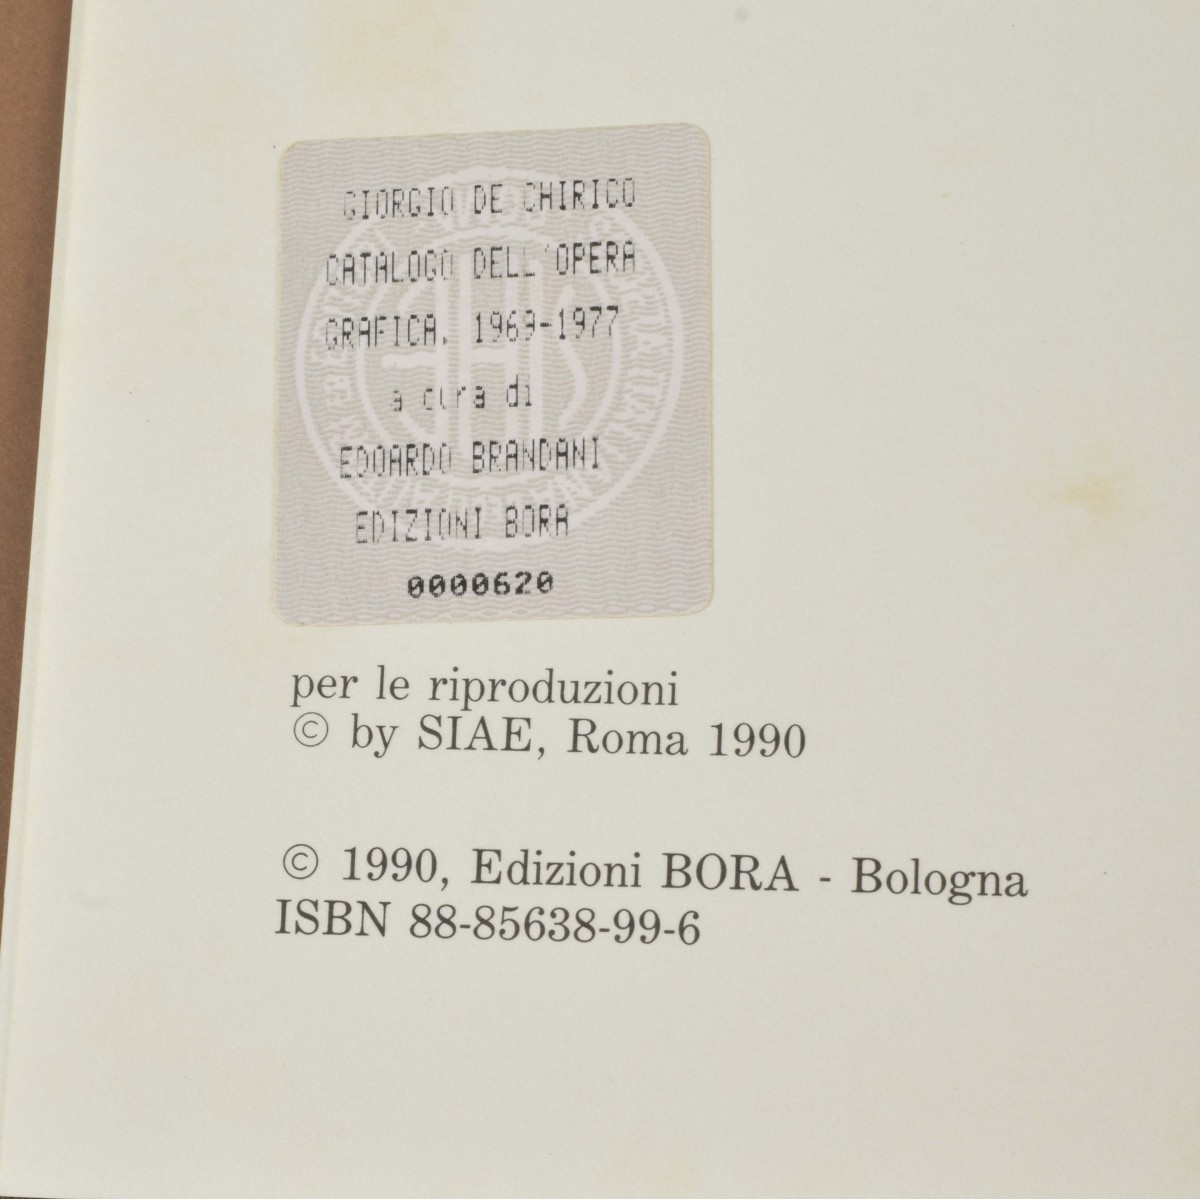 GIORGIO DE CHIRICO
CATALOGO DELL'OPERA
GRAFICA. 1969-1977
a cura di
EDOARDO BRANDANI
EDIZIONI BORA
0000620
per le riproduzioni
© by SIAE, Roma 1990
© 1990, Edizioni BORA - Bologna
ISBN 88-85638-99-6